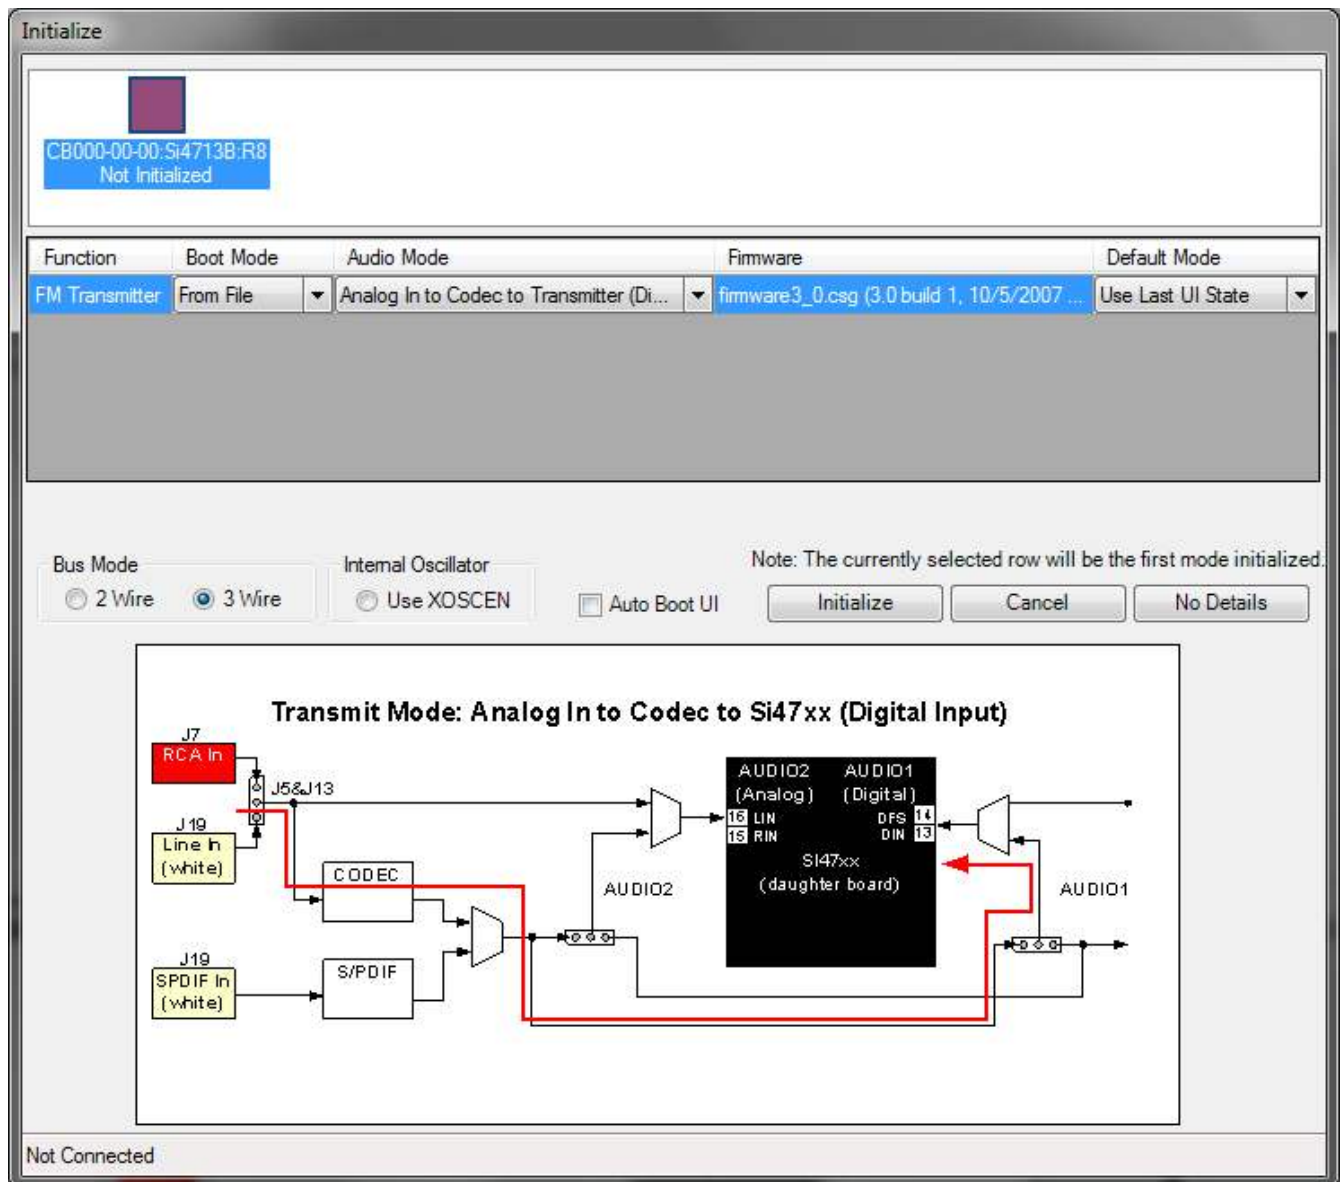 Initialize
CB000-00-00:Si4713B:R8
Not Initialized
Function Boot Mode Audio Mode Firmware Default Mode
FM Transmitter From File Analog In to Codec to Transmitter (Di... firmware3_0.csg (3.0 build 1, 10/5/2007 ... Use Last UI State
Note: The currently selected row will be the first mode initialized.
Bus Mode Internal Oscillator
2 Wire 3 Wire Use XOSCEN Auto Boot UI Initialize Cancel No Details
Transmit Mode: Analog In to Codec to Si47xx (Digital Input)
J7
RCA In
J5&J13
J19
Line In
(white)
CODEC
J19
SPDIF In
(white)
S/PDIF
AUDIO2
AUDIO2 AUDIO1
(Analog) (Digital)
16 LIN DFS 14
15 RIN DIN 13
Si47xx
(daughter board)
AUDIO1
Not Connected